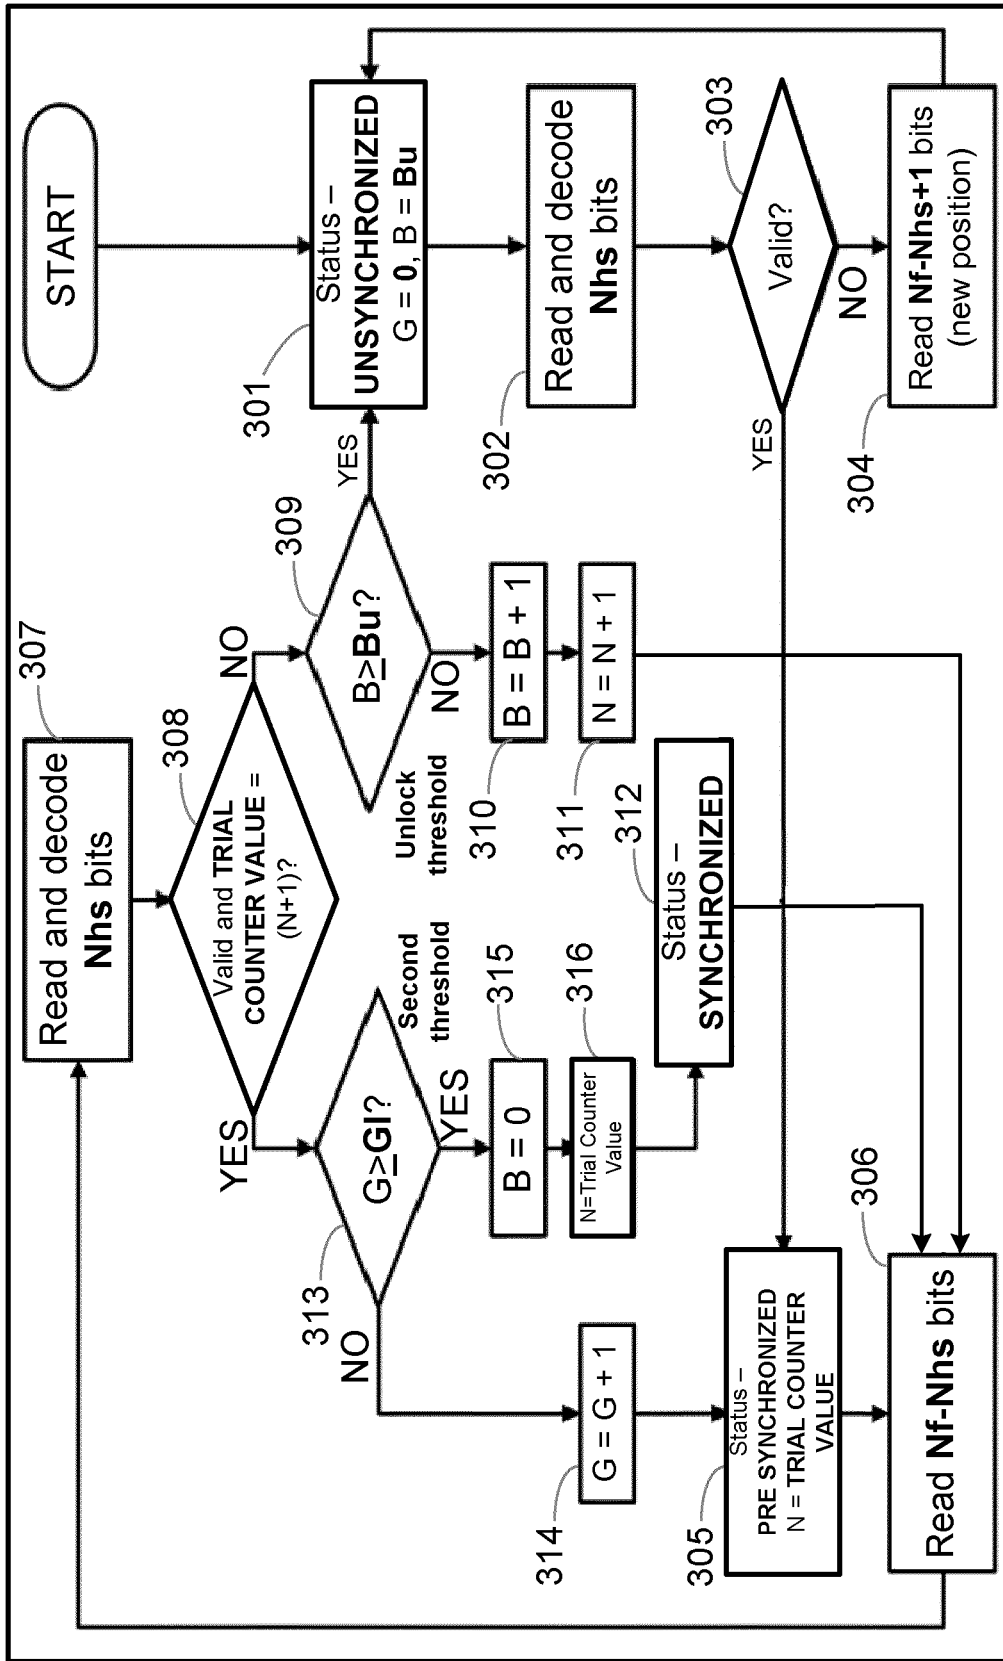 START
301
Status –
UNSYNCHRONIZED
G = 0, B = Bu
302
Read and decode
Nhs bits
303
Valid?
YES
NO
304
Read Nf-Nhs+1 bits
(new position)
307
Read and decode
Nhs bits
308
Valid and TRIAL
COUNTER VALUE =
(N+1)?
YES
NO
309
B≥Bu?
YES
NO
Unlock
threshold
310
B = B + 1
311
N = N + 1
312
Status –
SYNCHRONIZED
313
G≥Gl?
NO
YES
Second
threshold
315
B = 0
316
N=Trial Counter
Value
314
G = G + 1
305
Status –
PRE SYNCHRONIZED
N = TRIAL COUNTER
VALUE
306
Read Nf-Nhs bits